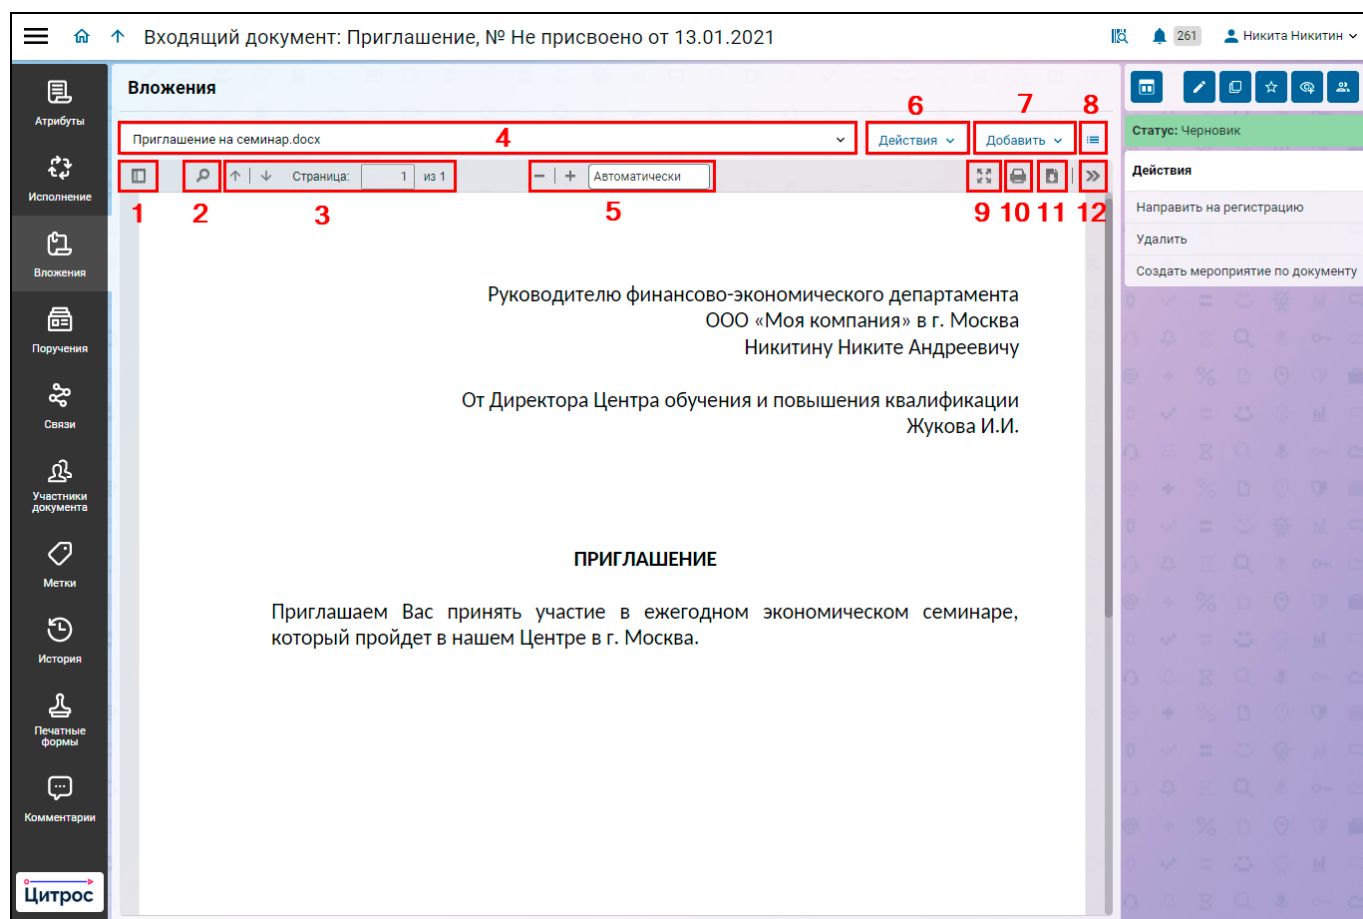 Входящий документ: Приглашение, № Не присвоено от 13.01.2021
261
Никита Никитин
Атрибуты
Исполнение
Вложения
Поручения
Связи
Участники
документа
Метки
История
Печатные
формы
Комментарии
Цитрос
Вложения
6
7
8
Приглашение на семинар.docx
4
Действия
Добавить
Страница:
1
из 1
Автоматически
1
2
3
5
9
10
11
12
Руководителю финансово-экономического департамента
ООО «Моя компания» в г. Москва
Никитину Никите Андреевичу
От Директора Центра обучения и повышения квалификации
Жукова И.И.
ПРИГЛАШЕНИЕ
Приглашаем Вас принять участие в ежегодном экономическом семинаре,
который пройдет в нашем Центре в г. Москва.
Статус: Черновик
Действия
Направить на регистрацию
Удалить
Создать мероприятие по документу